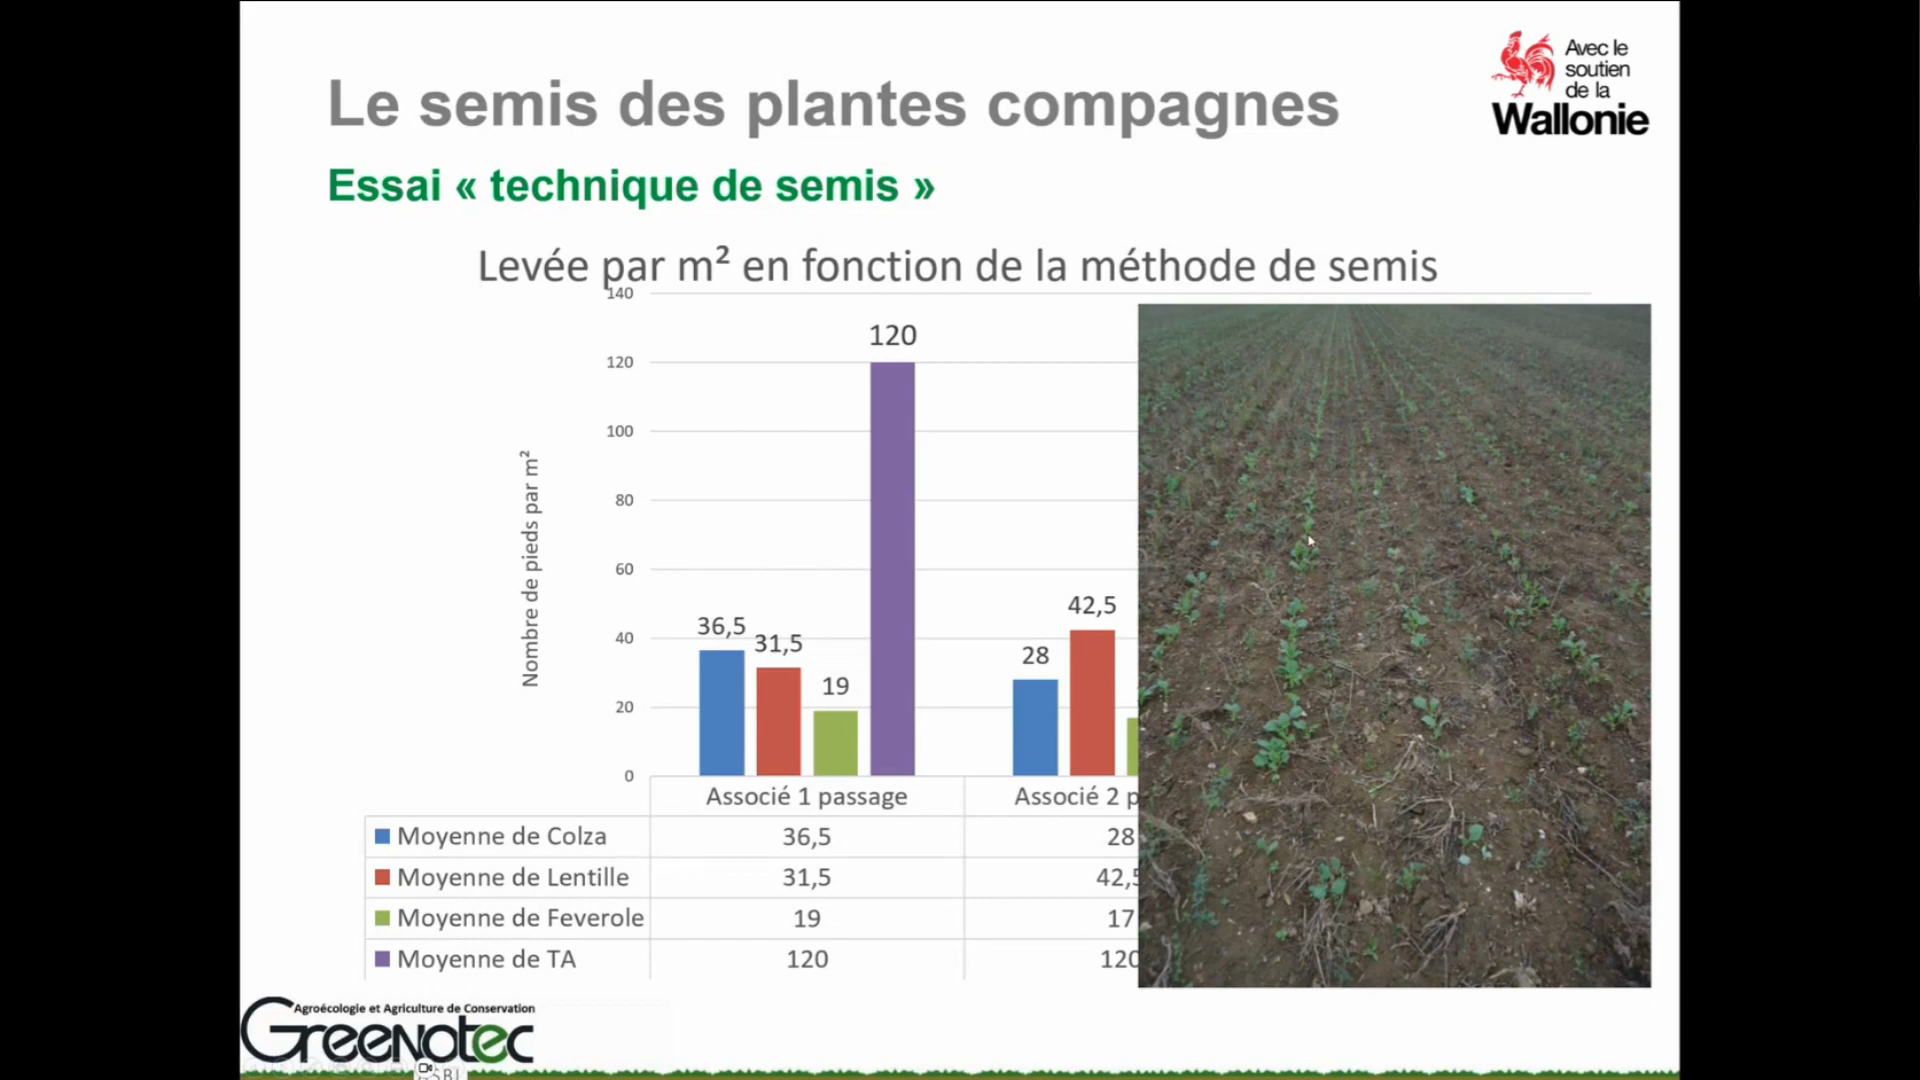 Le semis des plantes compagnes
Avec le
soutien
de la
Wallonie
Essai « technique de semis »
Levée par m² en fonction de la méthode de semis
Nombre de pieds par m²
140
120
100
80
60
40
20
0
36,5
31,5
19
120
28
42,5
Associé 1 passage
Associé 2 p
Moyenne de Colza 36,5 28
Moyenne de Lentille 31,5 42,5
Moyenne de Feverole 19 17
Moyenne de TA 120 120
Agroécologie et Agriculture de Conservation
Greenotec